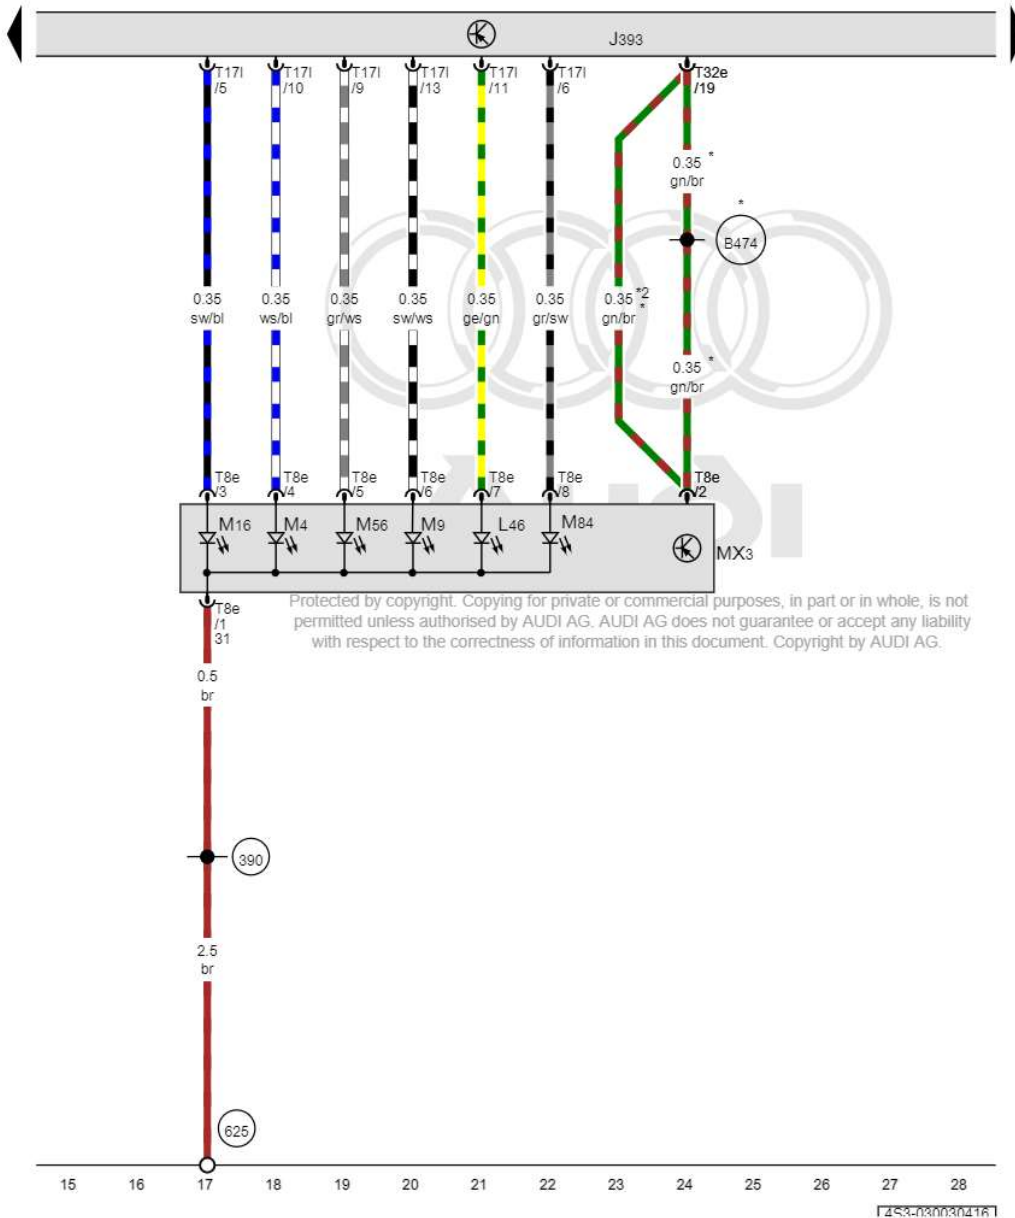 J393
T17l
/5
T17l
/10
T17l
/9
T17l
/13
T17l
/11
T17l
/6
T32e
/19
0.35 *
gn/br
*
B474
0.35
sw/bl
0.35
ws/bl
0.35
gr/ws
0.35
sw/ws
0.35
ge/gn
0.35
gr/sw
0.35 *2
gn/br *
0.35 *
gn/br
T8e
/3
T8e
/4
T8e
/5
T8e
/6
T8e
/7
T8e
/8
T8e
/2
AUDI
M16
M4
M56
M9
L46
M84
MX3
T8e
/1
31
Protected by copyright. Copying for private or commercial purposes, in part or in whole, is not
permitted unless authorised by AUDI AG. AUDI AG does not guarantee or accept any liability
with respect to the correctness of information in this document. Copyright by AUDI AG.
0.5
br
390
2.5
br
625
15 16 17 18 19 20 21 22 23 24 25 26 27 28
4S3-030030416